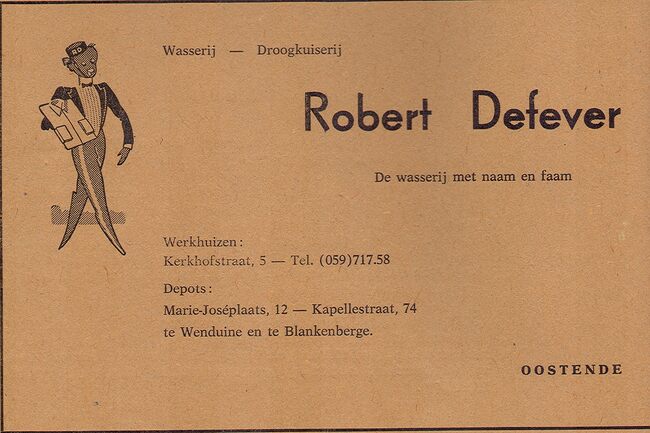 RD
Wasserij — Droogkuiserij
Robert Defever
De wasserij met naam en faam
Werkhuizen:
Kerkhofstraat, 5 — Tel. (059)717.58
Depots:
Marie-Joséplaats, 12 — Kapellestraat, 74
te Wenduine en te Blankenberge.
OOSTENDE